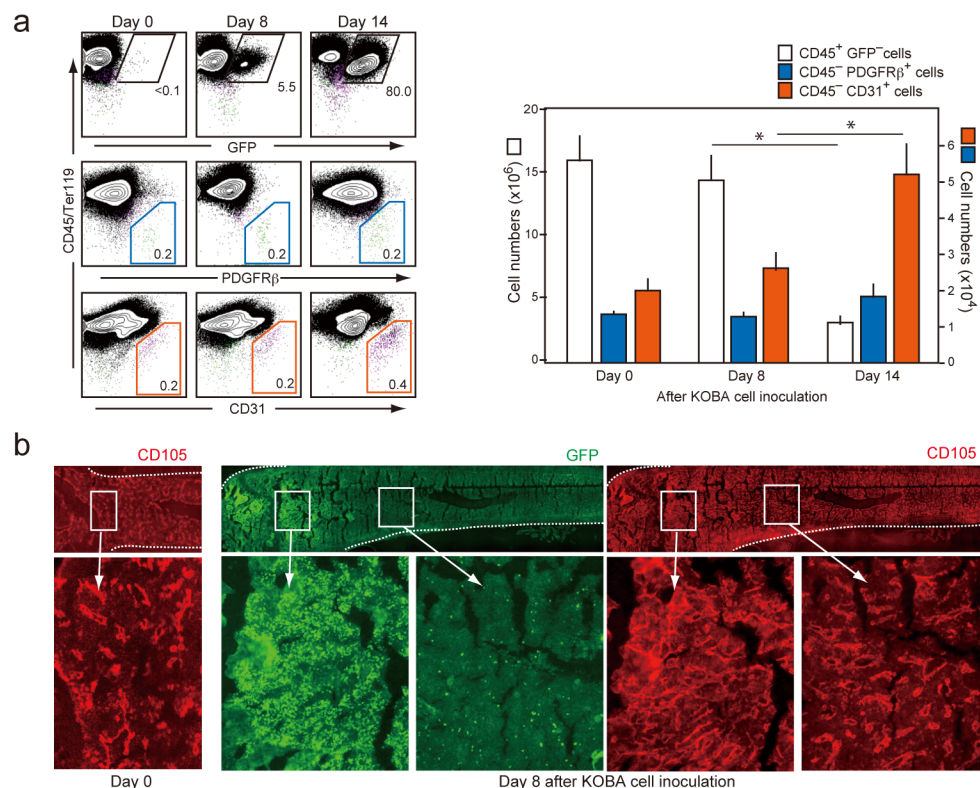 a
Day 0
Day 8
Day 14
<0.1
5.5
80.0
GFP
0.2
0.2
0.2
PDGFRβ
0.2
0.2
0.4
CD31
CD45/Ter119
CD45⁺ GFP⁻cells
CD45⁻ PDGFRβ⁺ cells
CD45⁻ CD31⁺ cells
20
15
10
5
0
Cell numbers (x10⁶)
* *
6
5
4
3
2
1
0
Cell numbers (x10⁴)
Day 0
Day 8
Day 14
After KOBA cell inoculation
b
CD105
GFP
CD105
Day 0
Day 8 after KOBA cell inoculation